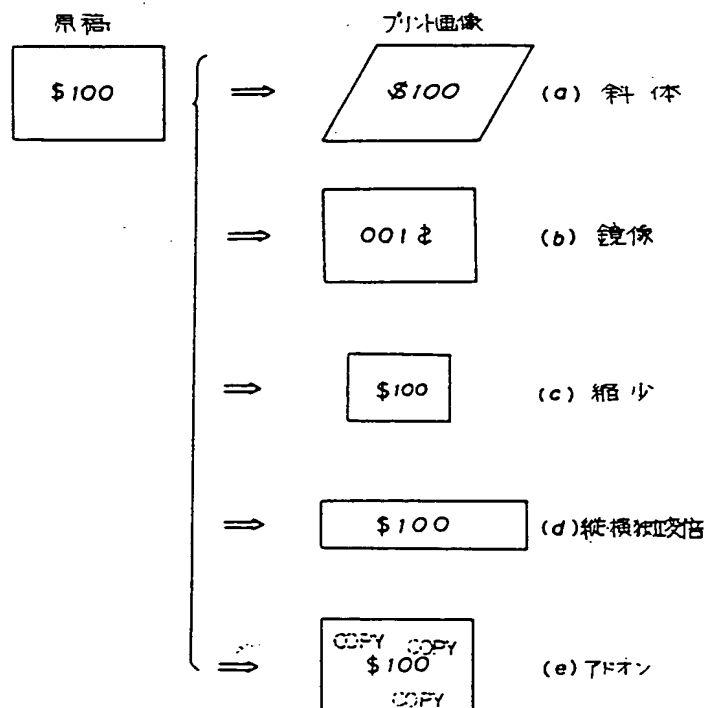 原稿
プリント画像
$100
$100
(a) 斜体
001$
(b) 鏡像
$100
(c) 縮少
$100
(d) 縦横独立変倍
COPY COPY
$100
COPY
(e) アドオン